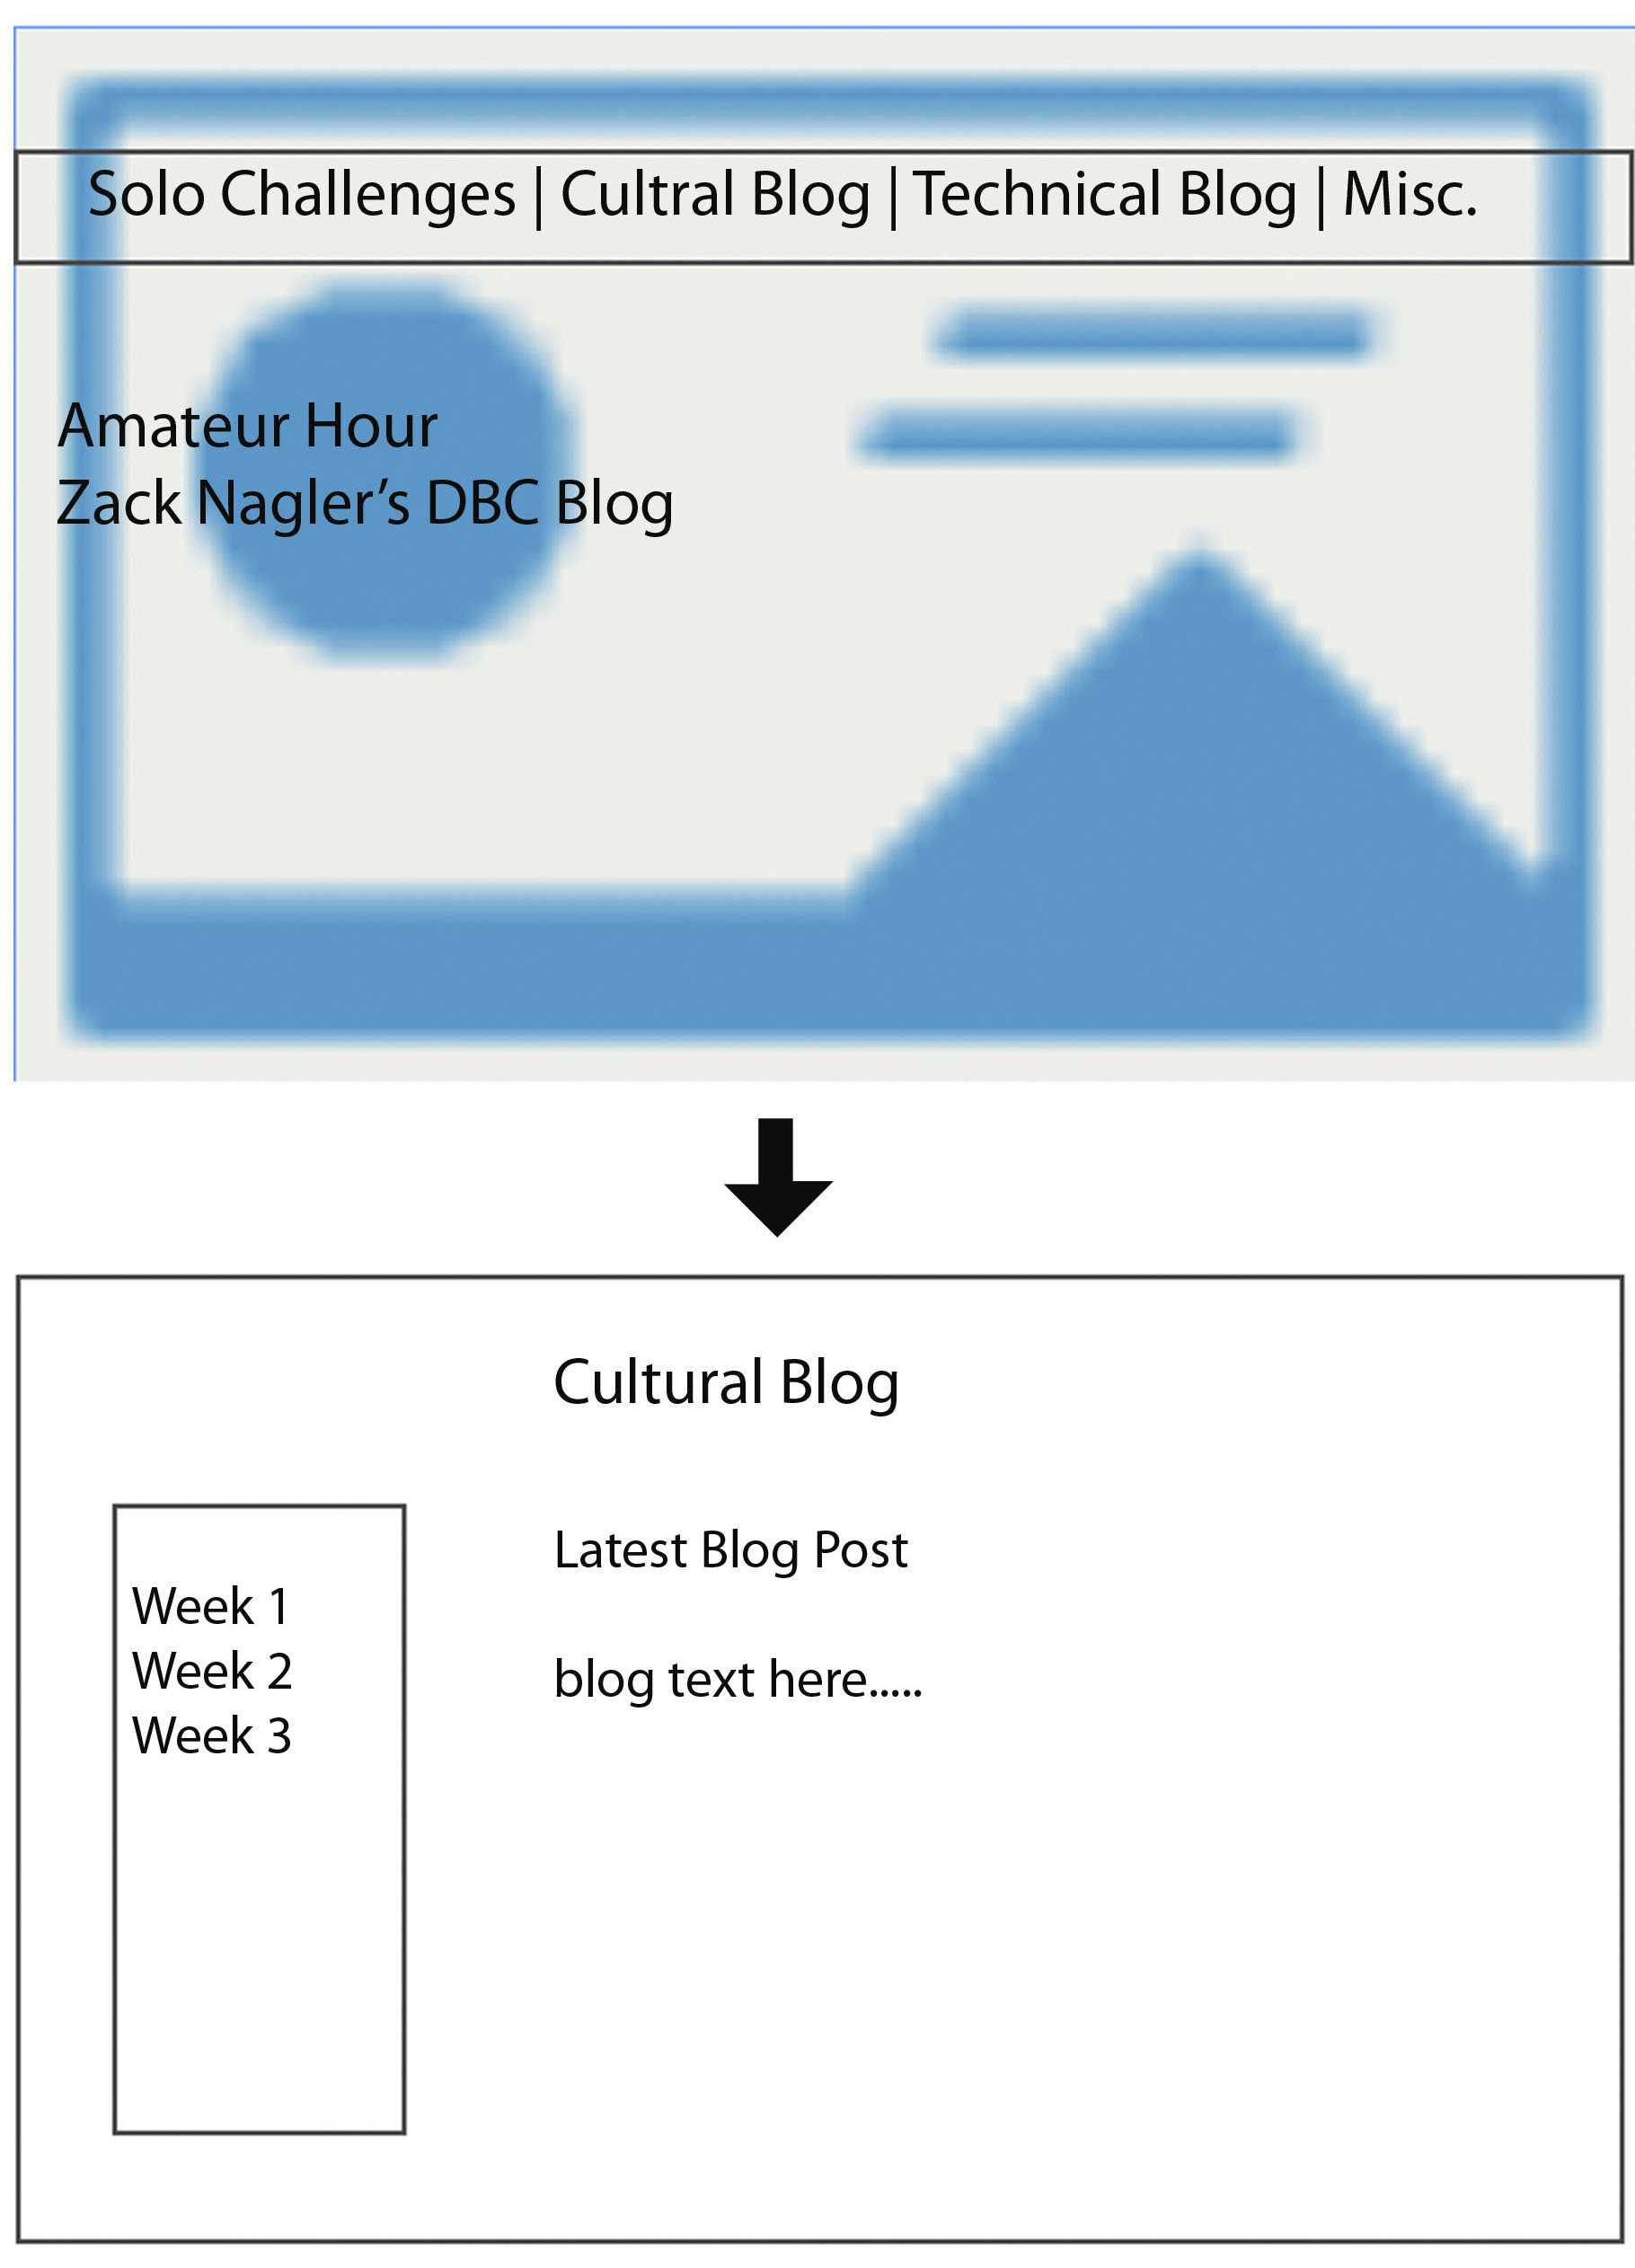 Solo Challenges | Cultral Blog | Technical Blog | Misc.
Amateur Hour
Zack Nagler’s DBC Blog
Cultural Blog
Latest Blog Post
blog text here.....
Week 1
Week 2
Week 3